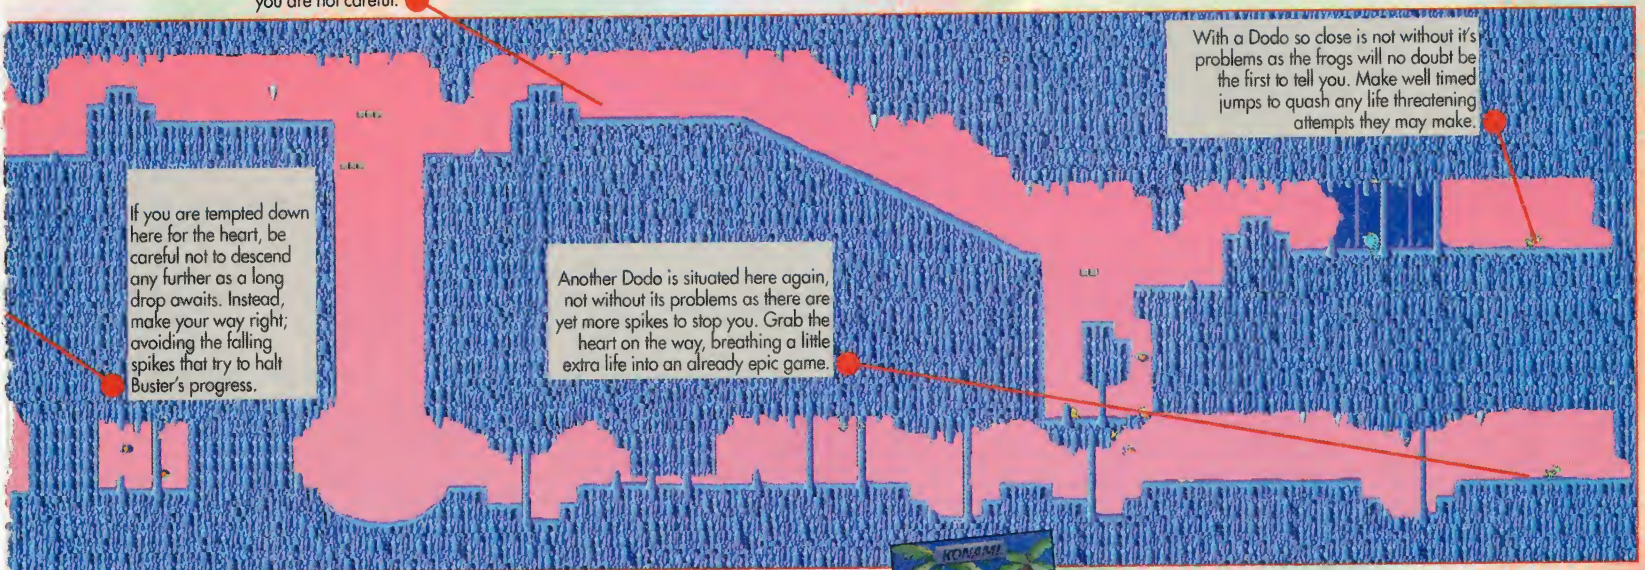 you are not careful.
With a Dodo so close is not without it's
problems as the frogs will no doubt be
the first to tell you. Make well timed
jumps to quash any life threatening
attempts they may make.
If you are tempted down
here for the heart, be
careful not to descend
any further as a long
drop awaits. Instead,
make your way right;
avoiding the falling
spikes that try to halt
Buster's progress.
Another Dodo is situated here again,
not without its problems as there are
yet more spikes to stop you. Grab the
heart on the way, breathing a little
extra life into an already epic game.
KONAMI